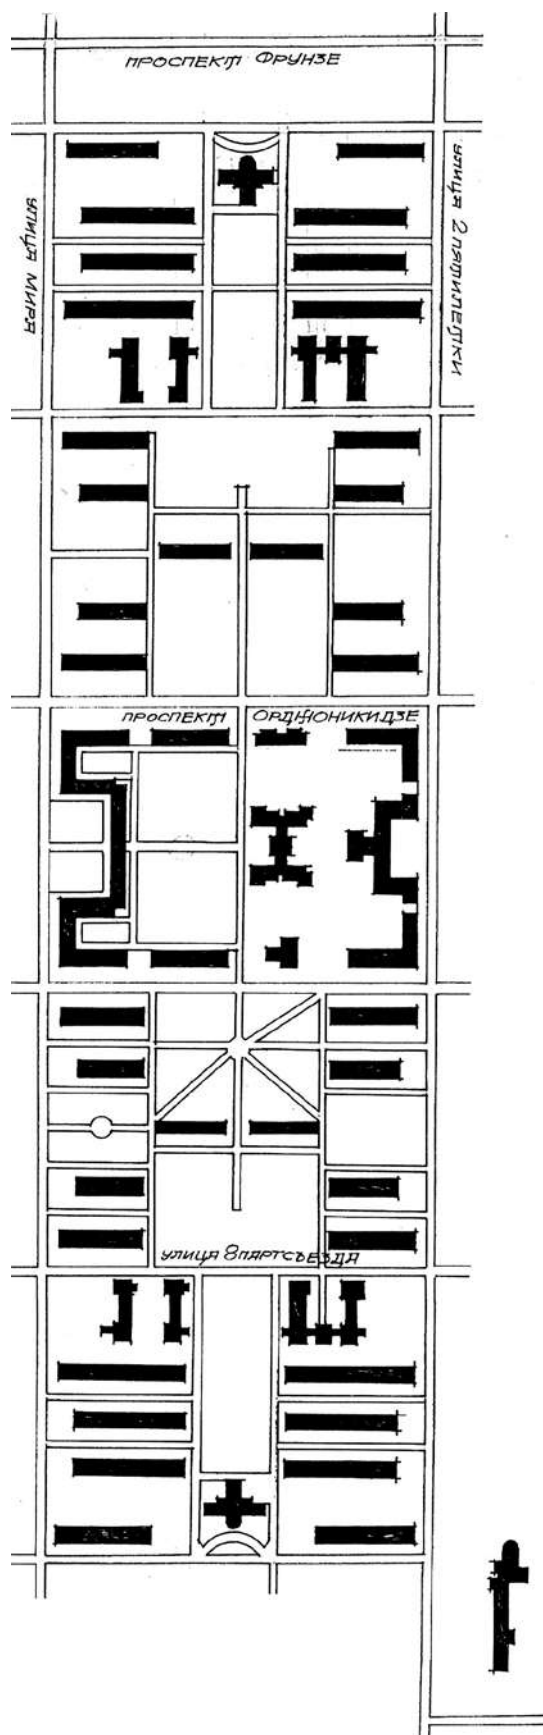 ПРОСПЕКТ ФРУНЗЕ
УЛИЦА МИРА
УЛИЦА 2 ПЯТИЛЕТКИ
ПРОСПЕКТ ОРДЖОНИКИДЗЕ
УЛИЦА 8 ПАРТСЪЕЗДА